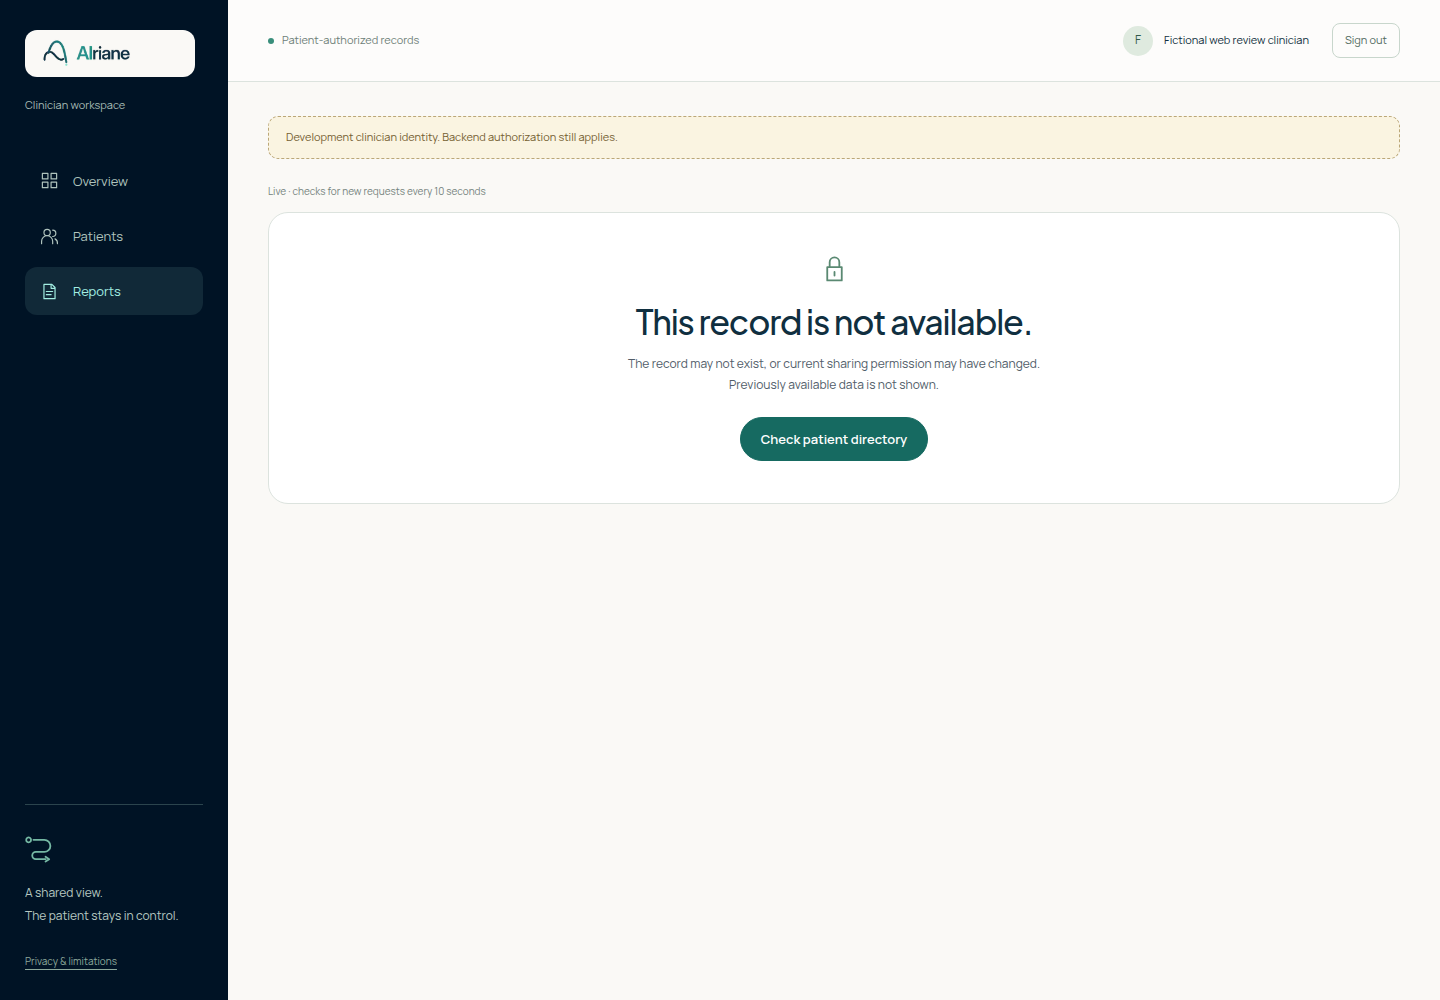 AIriane
Clinician workspace
Overview
Patients
Reports
A shared view.
The patient stays in control.
Privacy & limitations
Patient-authorized records
F
Fictional web review clinician
Sign out
Development clinician identity. Backend authorization still applies.
Live · checks for new requests every 10 seconds
This record is not available.
The record may not exist, or current sharing permission may have changed.
Previously available data is not shown.
Check patient directory